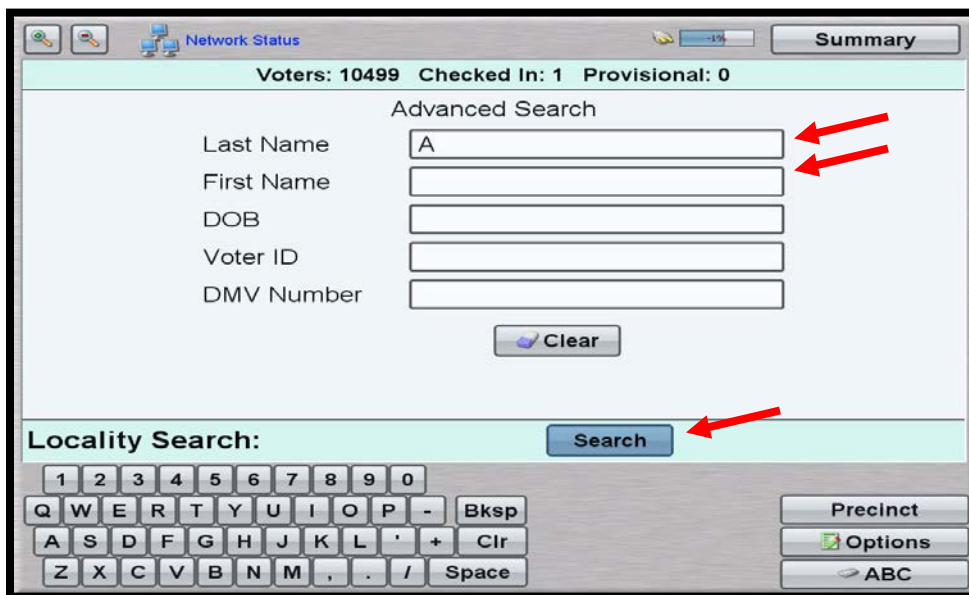 Network Status -1% Summary
Voters: 10499 Checked In: 1 Provisional: 0
Advanced Search
Last Name A
First Name
DOB
Voter ID
DMV Number
Clear
Locality Search: Search
1 2 3 4 5 6 7 8 9 0
Q W E R T Y U I O P - Bksp Precinct
A S D F G H J K L ' + Clr Options
Z X C V B N M , . / Space ABC